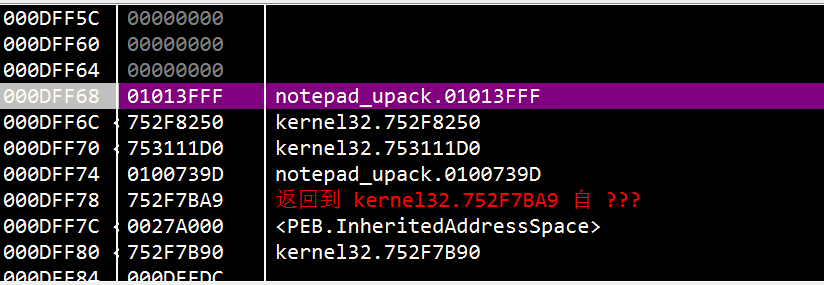 000DFF5C 00000000
000DFF60 00000000
000DFF64 00000000
000DFF68 01013FFF notepad_upack.01013FFF
000DFF6C 752F8250 kernel32.752F8250
000DFF70 753111D0 kernel32.753111D0
000DFF74 0100739D notepad_upack.0100739D
000DFF78 752F7BA9 返回到 kernel32.752F7BA9 自 ???
000DFF7C 0027A000 <PEB.InheritedAddressSpace>
000DFF80 752F7B90 kernel32.752F7B90
000DFF84 000DFFDC